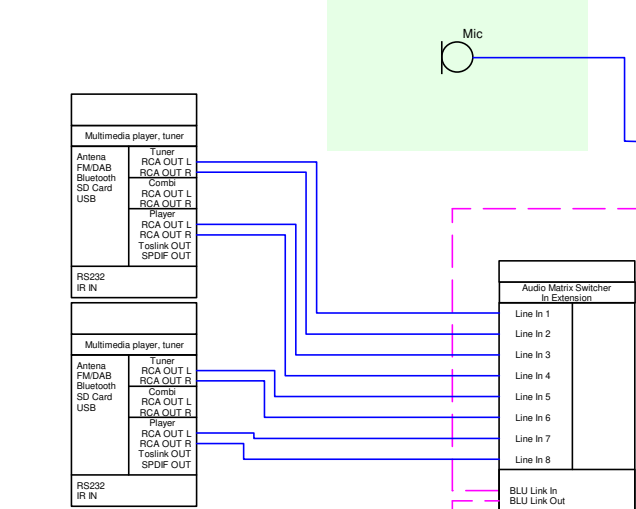 Mic
Multimedia player, tuner
Antena
FM/DAB
Bluetooth
SD Card
USB
Tuner
RCA OUT L
RCA OUT R
Combi
RCA OUT L
RCA OUT R
Player
RCA OUT L
RCA OUT R
Toslink OUT
SPDIF OUT
RS232
IR IN
Multimedia player, tuner
Antena
FM/DAB
Bluetooth
SD Card
USB
Tuner
RCA OUT L
RCA OUT R
Combi
RCA OUT L
RCA OUT R
Player
RCA OUT L
RCA OUT R
Toslink OUT
SPDIF OUT
RS232
IR IN
Audio Matrix Switcher
In Extension
Line In 1
Line In 2
Line In 3
Line In 4
Line In 5
Line In 6
Line In 7
Line In 8
BLU Link In
BLU Link Out